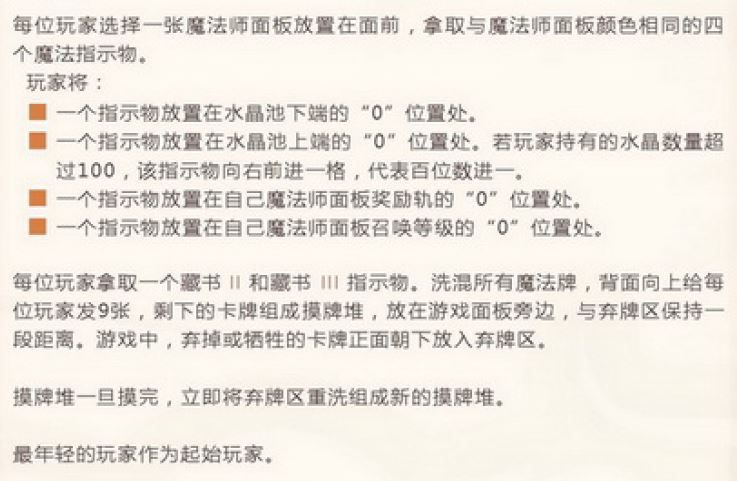 每位玩家选择一张魔法师面板放置在面前，拿取与魔法师面板颜色相同的四
个魔法指示物。
玩家将：
一个指示物放置在水晶池下端的“0”位置处。
一个指示物放置在水晶池上端的“0”位置处。若玩家持有的水晶数量超
过100，该指示物向右前进一格，代表百位数进一。
一个指示物放置在自己魔法师面板奖励轨的“0”位置处。
一个指示物放置在自己魔法师面板召唤等级的“0”位置处。
每位玩家拿取一个藏书 II 和藏书 III 指示物。洗混所有魔法牌，背面向上给每
位玩家发9张，剩下的卡牌组成摸牌堆，放在游戏面板旁边，与弃牌区保持一
段距离。游戏中，弃掉或牺牲的卡牌正面朝下放入弃牌区。
摸牌堆一旦摸完，立即将弃牌区重洗组成新的摸牌堆。
最年轻的玩家作为起始玩家。